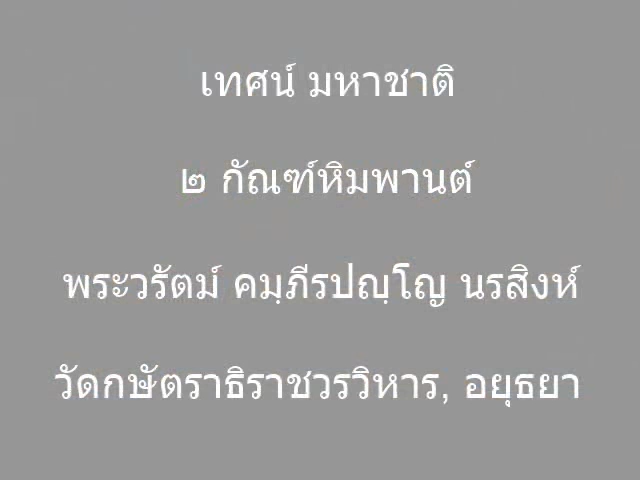 เทศน์ มหาชาติ
๒ กัณฑ์หิมพานต์
พระวรัตม์ คมฺภีรปญฺโญ นรสิงห์
วัดกษัตราธิราชวรวิหาร, อยุธยา